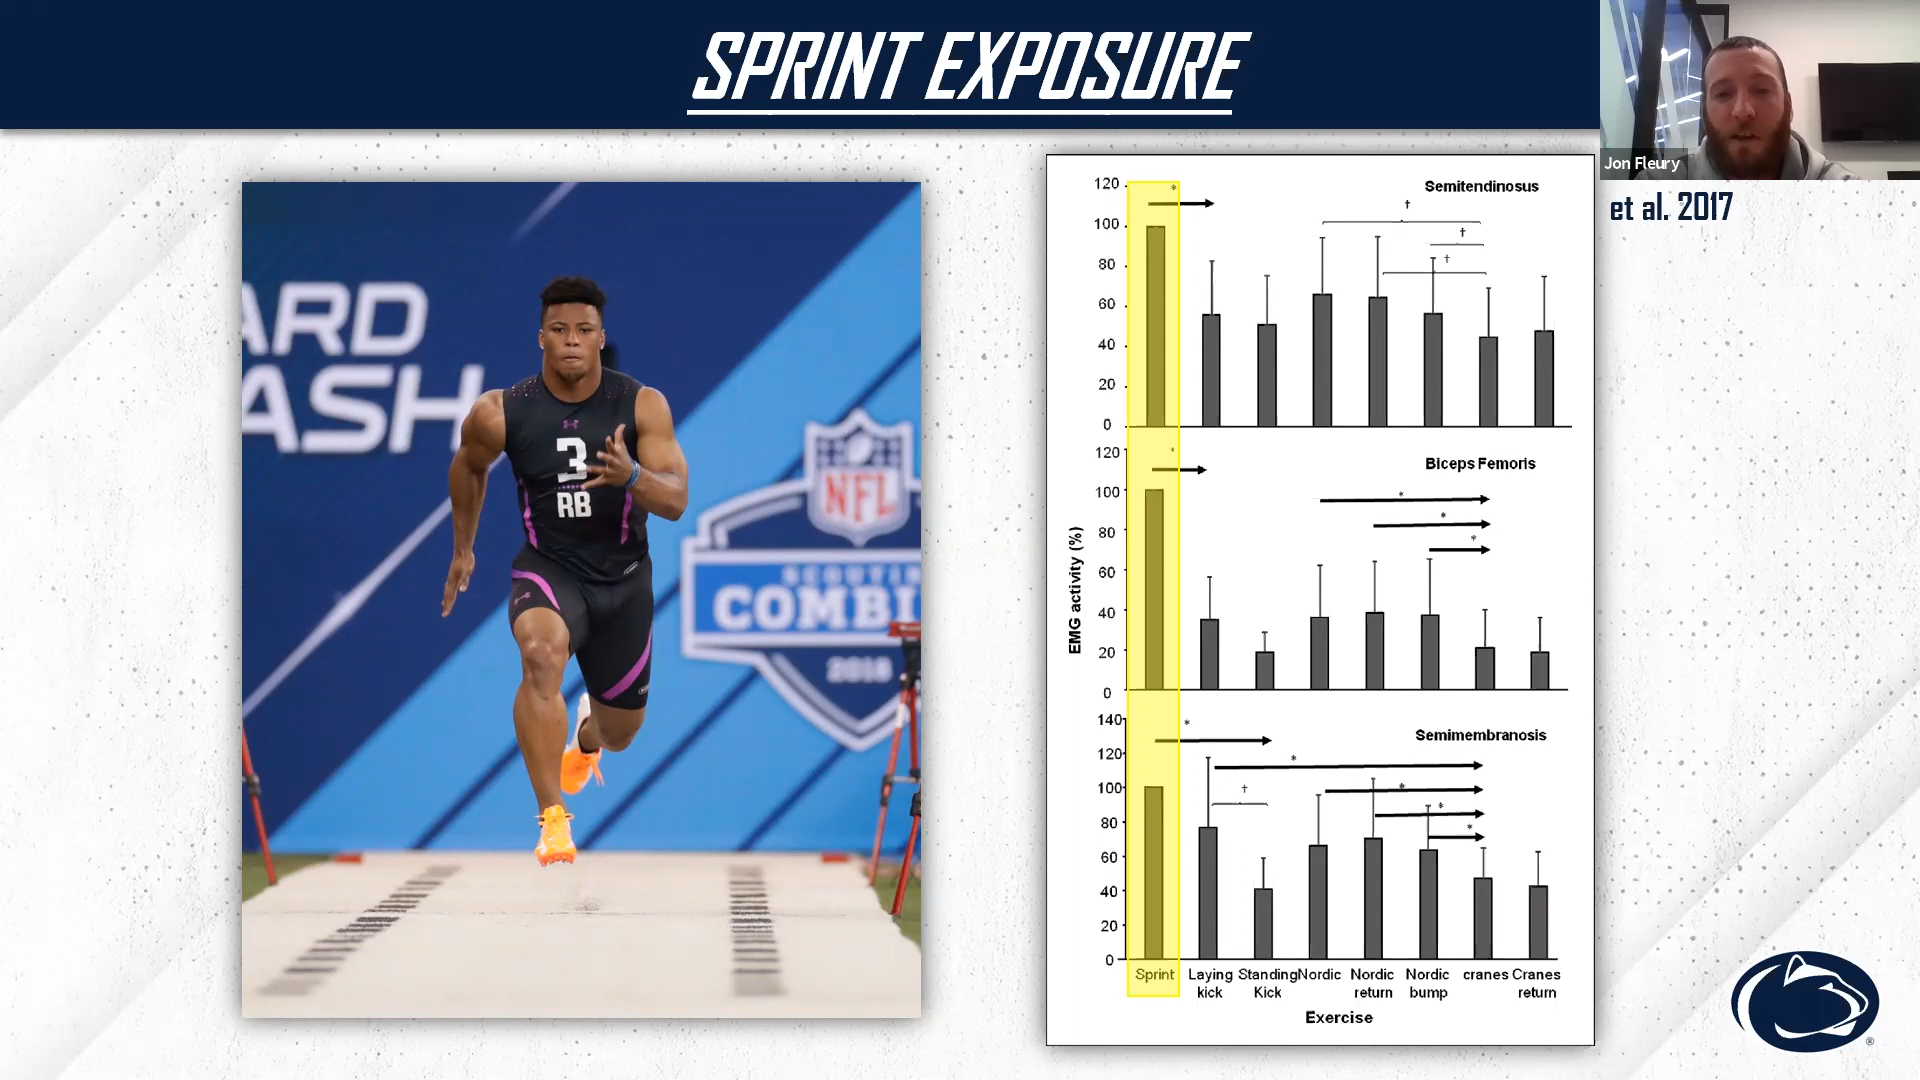 SPRINT EXPOSURE
Jon Fleury
et al. 2017
ARD
ASH
3
RB
NFL
COMBI
2018
Semitendinosus
120
100
80
60
40
20
0
*
†
†
†
Biceps Femoris
120
100
80
60
40
20
0
*
*
*
*
EMG activity (%)
Semimembranosis
140
120
100
80
60
40
20
0
*
*
†
*
*
*
Sprint
Laying kick
Standing Kick
Nordic
Nordic return
Nordic bump
cranes
Cranes return
Exercise
®